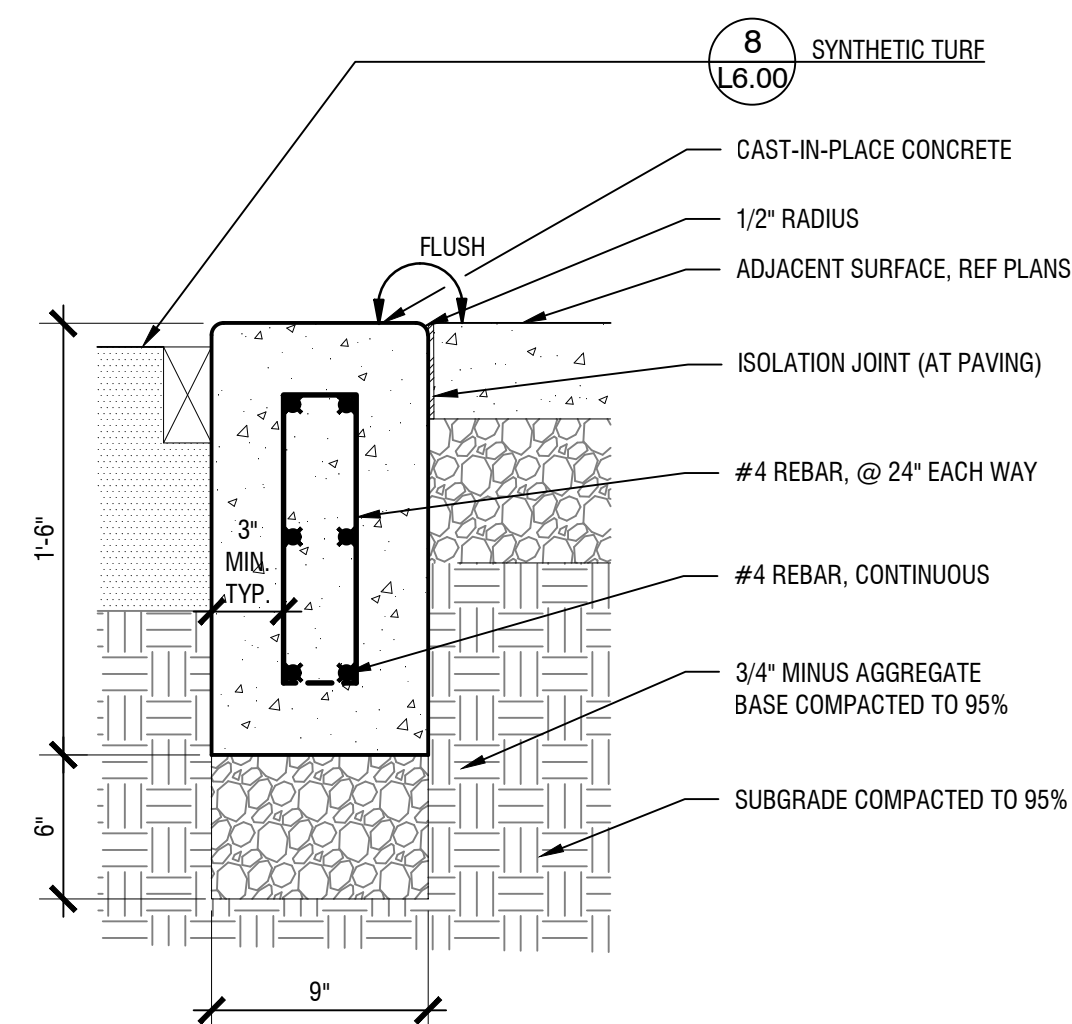 8
L6.00
SYNTHETIC TURF
CAST-IN-PLACE CONCRETE
1/2" RADIUS
FLUSH
ADJACENT SURFACE, REF PLANS
ISOLATION JOINT (AT PAVING)
#4 REBAR, @ 24" EACH WAY
3"
MIN.
TYP.
1'-6"
#4 REBAR, CONTINUOUS
3/4" MINUS AGGREGATE
BASE COMPACTED TO 95%
SUBGRADE COMPACTED TO 95%
6"
9"